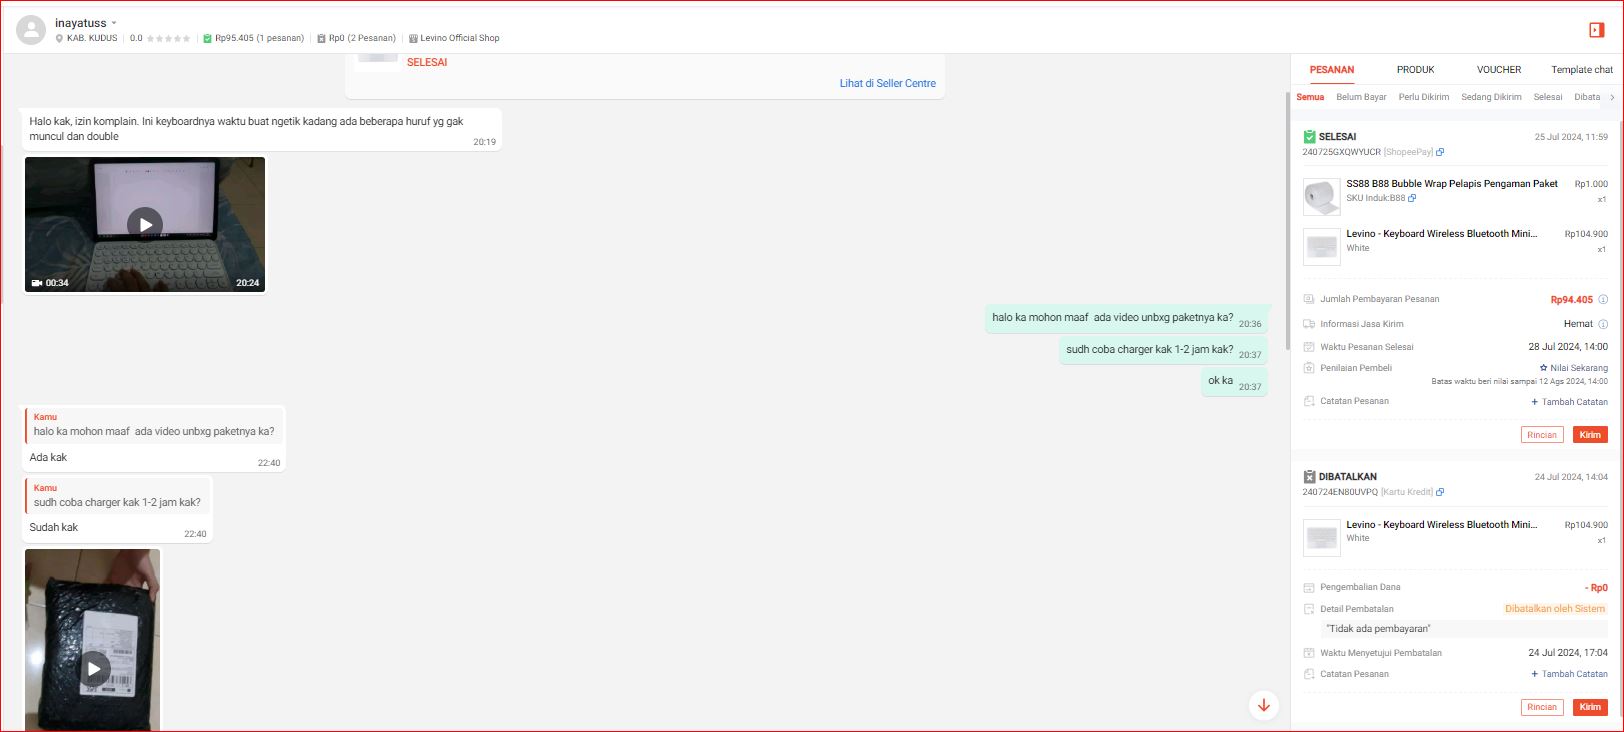 inayatuss
KAB. KUDUS
0.0
Rp95.405 (1 pesanan)
Rp0 (2 Pesanan)
Levino Official Shop
SELESAI
Lihat di Seller Centre
Halo kak, izin komplain. Ini keyboardnya waktu buat ngetik kadang ada beberapa huruf yg gak
muncul dan double
20:19
00:34
20:24
halo ka mohon maaf  ada video unbxg paketnya ka?
20:36
sudh coba charger kak 1-2 jam kak?
20:37
ok ka
20:37
Kamu
halo ka mohon maaf  ada video unbxg paketnya ka?
Ada kak
22:40
Kamu
sudh coba charger kak 1-2 jam kak?
Sudah kak
22:40
PESANAN
PRODUK
VOUCHER
Template chat
Semua
Belum Bayar
Perlu Dikirim
Sedang Dikirim
Selesai
Dibata
SELESAI
25 Jul 2024, 11:59
240725GXQWYUCR [ShopeePay]
SS88 B88 Bubble Wrap Pelapis Pengaman Paket
Rp1.000
SKU Induk:B88
x1
Levino - Keyboard Wireless Bluetooth Mini...
Rp104.900
White
x1
Jumlah Pembayaran Pesanan
Rp94.405
Informasi Jasa Kirim
Hemat
Waktu Pesanan Selesai
28 Jul 2024, 14:00
Penilaian Pembeli
Nilai Sekarang
Batas waktu beri nilai sampai 12 Ags 2024, 14:00
Catatan Pesanan
+ Tambah Catatan
Rincian
Kirim
DIBATALKAN
24 Jul 2024, 14:04
240724EN80UVPQ [Kartu Kredit]
Levino - Keyboard Wireless Bluetooth Mini...
Rp104.900
White
x1
Pengembalian Dana
- Rp0
Detail Pembatalan
Dibatalkan oleh Sistem
"Tidak ada pembayaran"
Waktu Menyetujui Pembatalan
24 Jul 2024, 17:04
Catatan Pesanan
+ Tambah Catatan
Rincian
Kirim